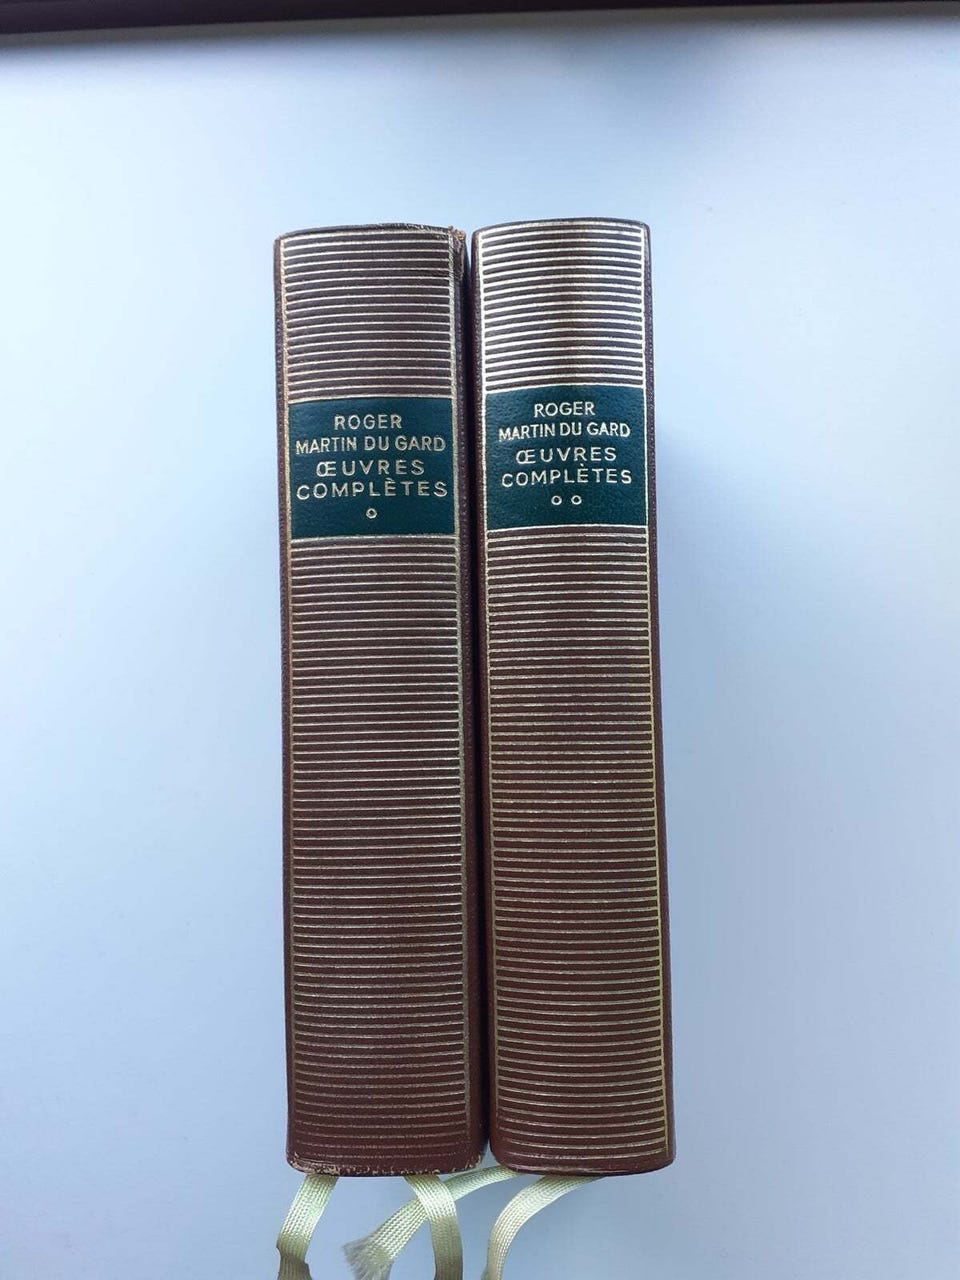 ROGER
MARTIN DU GARD
ŒUVRES
COMPLÈTES
ROGER
MARTIN DU GARD
ŒUVRES
COMPLÈTES